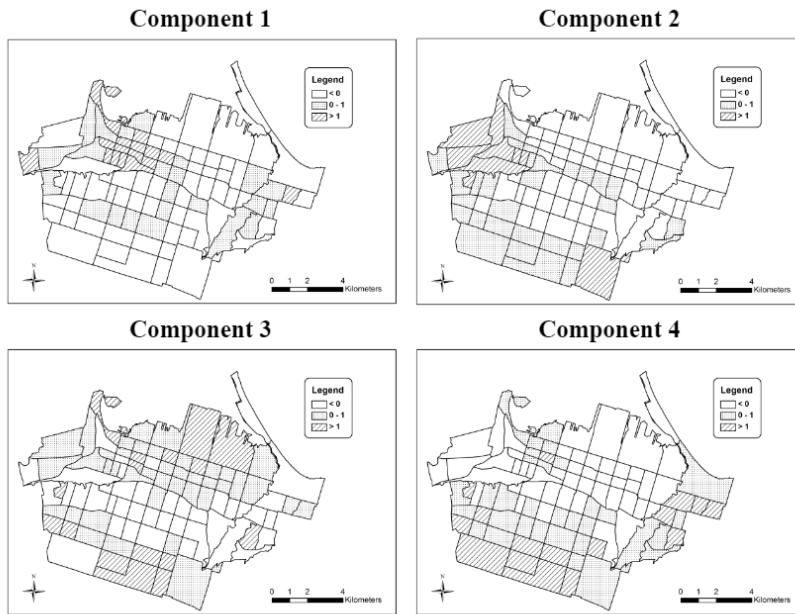 Component 1
Legend
< 0
0 - 1
> 1
N
0 1 2 4
Kilometers
Component 2
Legend
< 0
0 - 1
> 1
N
0 1 2 4
Kilometers
Component 3
Legend
< 0
0 - 1
> 1
N
0 1 2 4
Kilometers
Component 4
Legend
< 0
0 - 1
> 1
N
0 1 2 4
Kilometers